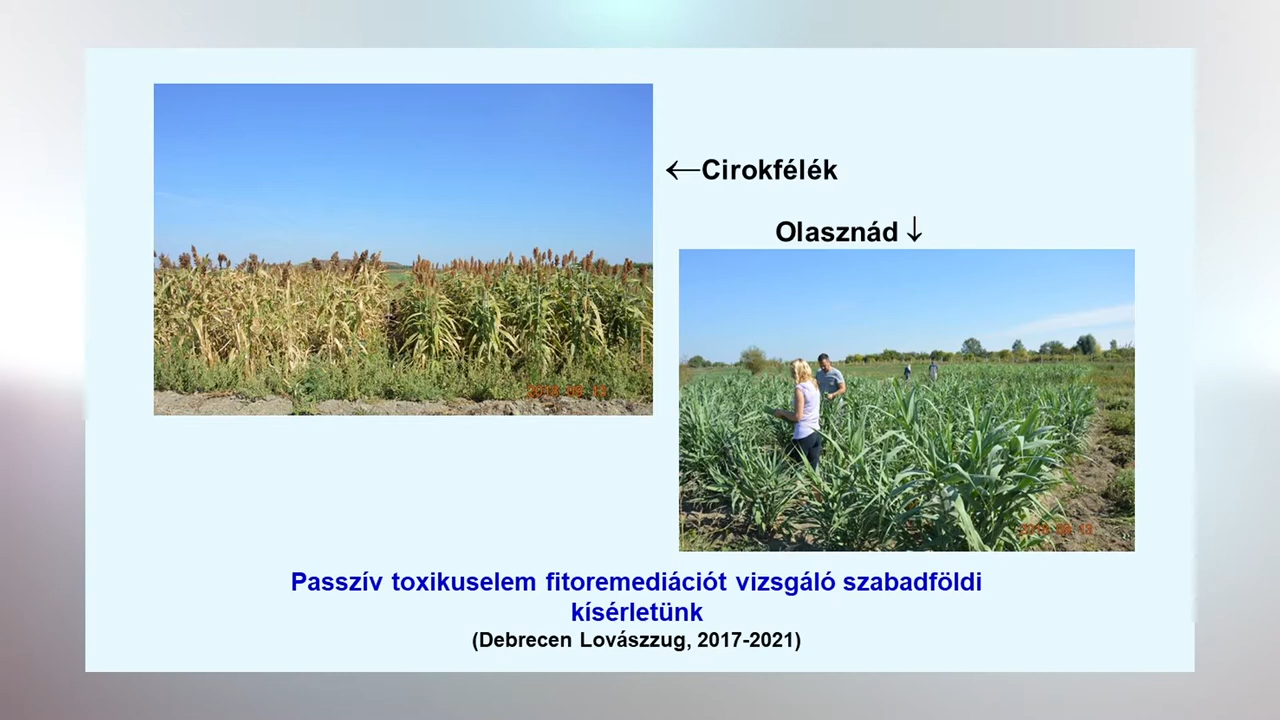 ←Cirokfélék
Olasznád↓
Passzív toxikuselem fitoremediációt vizsgáló szabadföldi
kísérletünk
(Debrecen Lovászzug, 2017-2021)